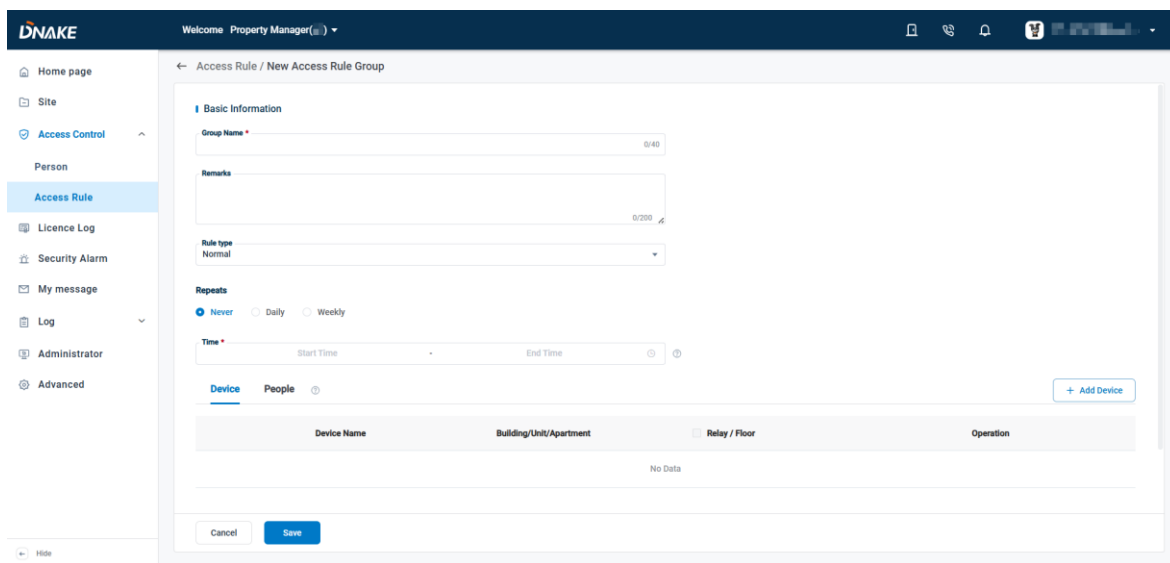 DNAKE
Welcome Property Manager( )
Home page
Site
Access Control
Person
Access Rule
Licence Log
Security Alarm
My message
Log
Administrator
Advanced
Hide
Access Rule / New Access Rule Group
Basic Information
Group Name *
0/40
Remarks
0/200
Rule type
Normal
Repeats
Never Daily Weekly
Time *
Start Time - End Time
Device People
+ Add Device
Device Name Building/Unit/Apartment Relay / Floor Operation
No Data
Cancel Save